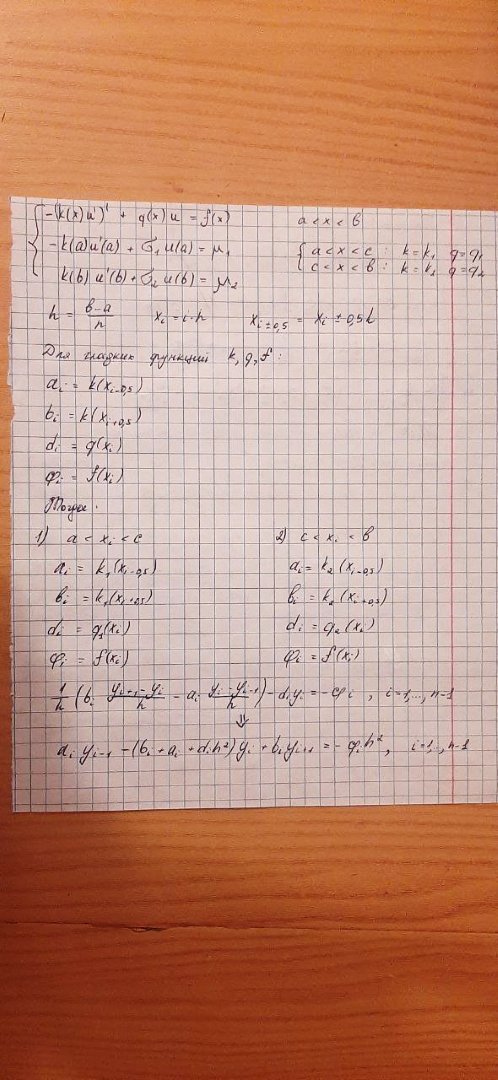 -(k(x)u')' + q(x)u = f(x)    a < x < b
-k(a)u'(a) + σ₁u(a) = μ₁    { a < x < c : k = k₁ q = q₁
k(b)u'(b) + σ₂u(b) = μ₂    c < x < b : k = k₂ q = q₂
h = (b-a)/n    xᵢ = i·h    xᵢ±₀,₅ = xᵢ ± 0,5h
Для гладких функций k, q, f :
aᵢ = k(xᵢ₋₀,₅)
bᵢ = k(xᵢ₊₀,₅)
dᵢ = q(xᵢ)
φᵢ = f(xᵢ)
Тогда :
1) a < xᵢ < c    2) c < xᵢ < b
aᵢ = k₁(xᵢ₋₀,₅)    aᵢ = k₂(xᵢ₋₀,₅)
bᵢ = k₁(xᵢ₊₀,₅)    bᵢ = k₂(xᵢ₊₀,₅)
dᵢ = q₁(xᵢ)    dᵢ = q₂(xᵢ)
φᵢ = f(xᵢ)    φᵢ = f(xᵢ)
1/h (bᵢ (yᵢ₊₁-yᵢ)/h - aᵢ (yᵢ-yᵢ₋₁)/h) - dᵢyᵢ = -φᵢ , i=1,...,n-1
⇓
aᵢyᵢ₋₁ - (bᵢ + aᵢ + dᵢh²)yᵢ + bᵢyᵢ₊₁ = -φᵢh², i=1,..,n-1